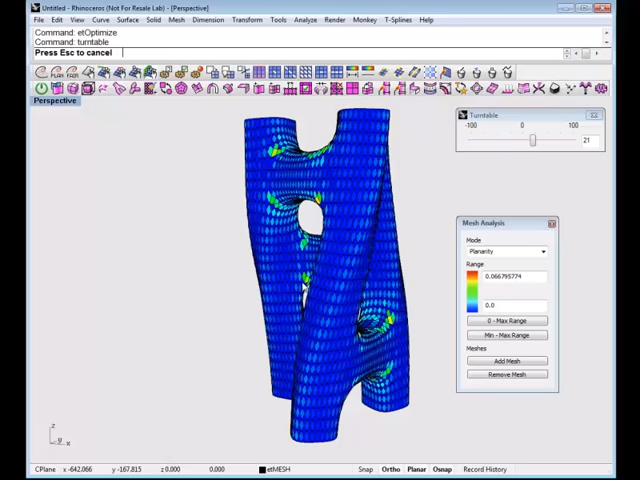 Untitled - Rhinoceros (Not For Resale Lab) - [Perspective]
File Edit View Curve Surface Solid Mesh Dimension Transform Tools Analyze Render Monkey T-Splines Help
Command: etOptimize
Command: turntable
Press Esc to cancel
Perspective
Turntable
-100 0 100
21
Mesh Analysis
Mode
Planarity
Range
0.066795774
0.0
0 - Max Range
Min - Max Range
Meshes
Add Mesh
Remove Mesh
z
y x
CPlane x -642.066 y -167.815 z 0.000 0.000 etMESH Snap Ortho Planar Osnap Record History